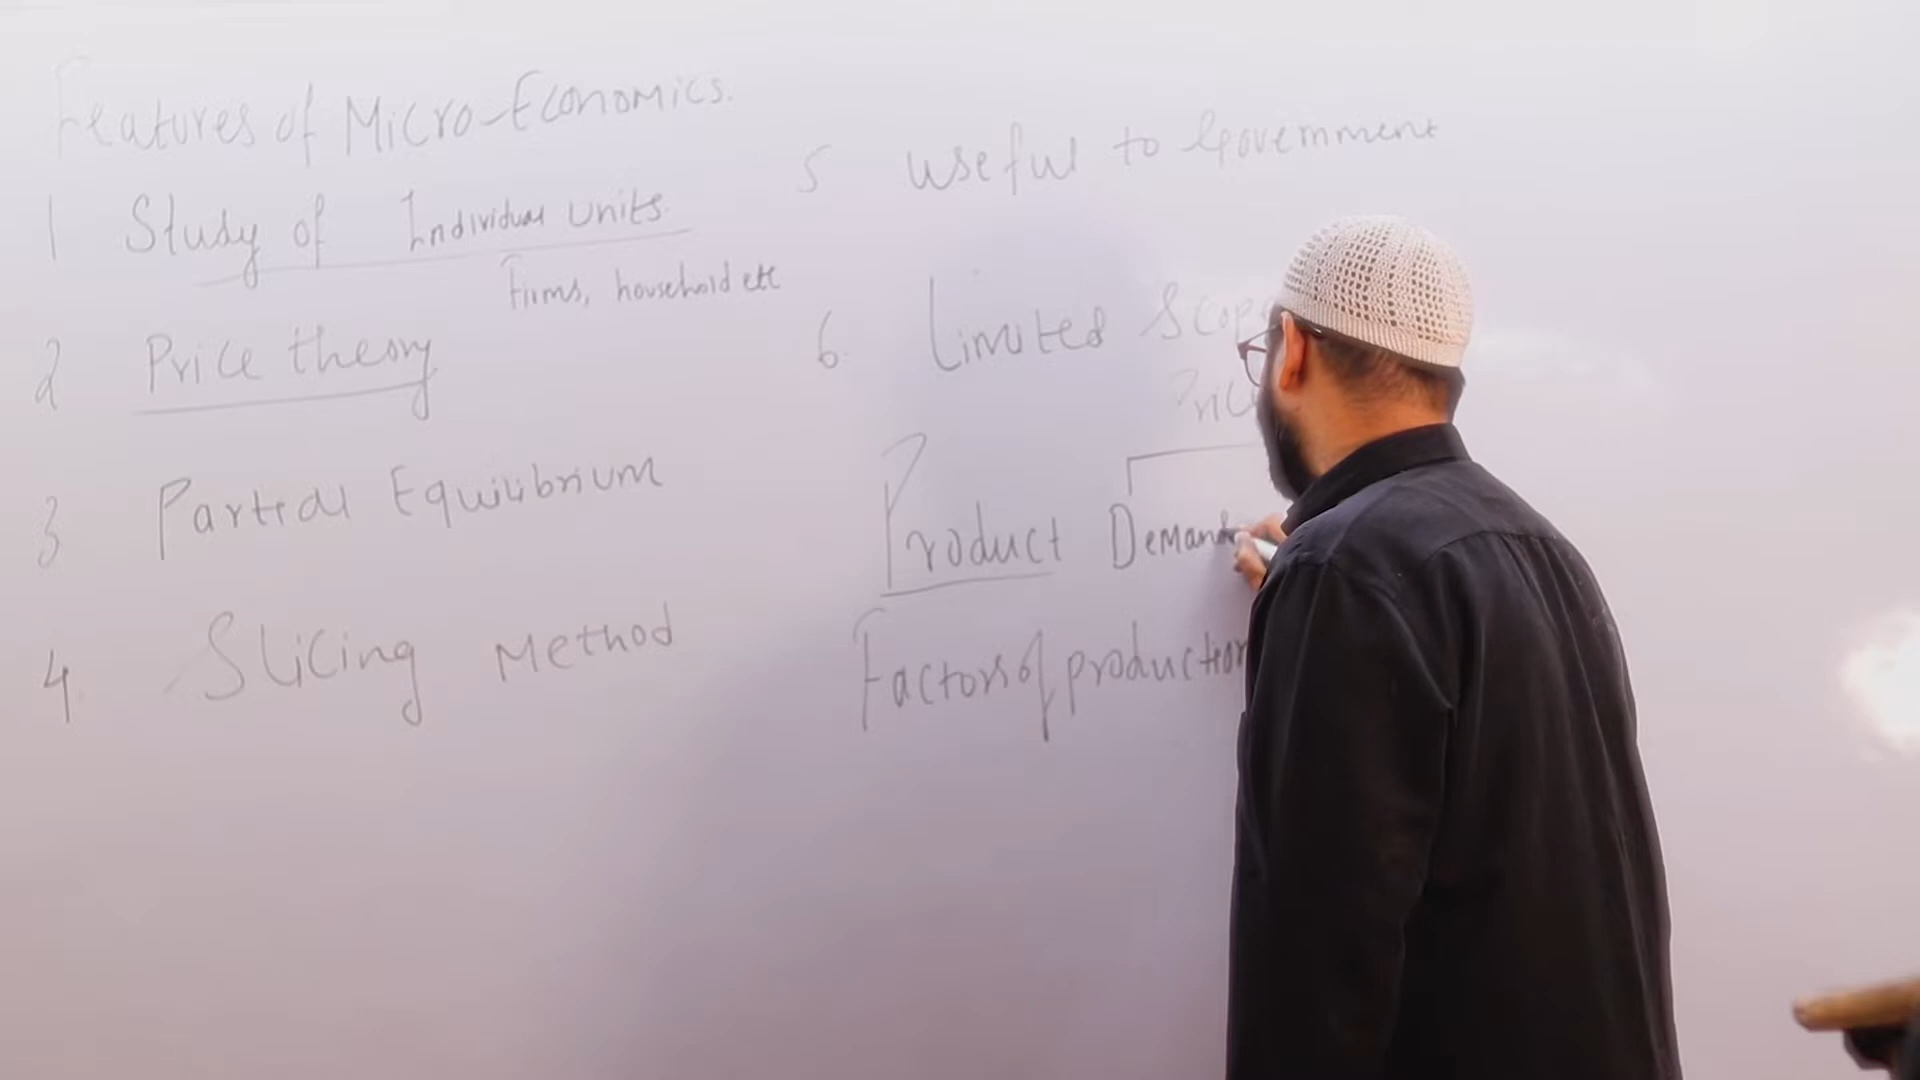 Features of Micro-Economics.
1 Study of Individual units.
Firms, household etc
2 Price theory
3 Partial Equilibrium
4. Slicing Method
5 useful to Government
6. Limited Scope
Product Demand
Factors of production